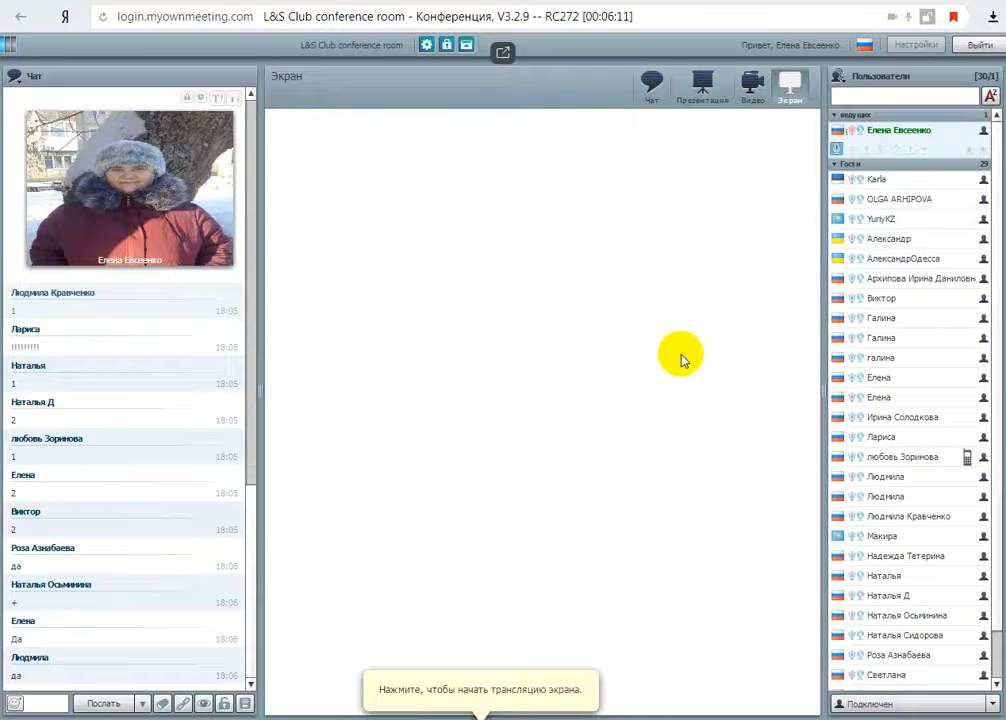 Я login.myownmeeting.com L&S Club conference room - Конференция, V3.2.9 -- RC272 [00:06:11]
L&S Club conference room
Привет, Елена Евсеенко
Настройки
Выйти
Чат
Елена Евсеенко
Людмила Кравченко
1 18:05
Лариса
!!!!!!!!! 18:05
Наталья
1 18:05
Наталья Д
2 18:05
любовь Зоринова
1 18:05
Елена
2 18:05
Виктор
2 18:05
Роза Азнабаева
да 18:06
Наталья Осьминина
+ 18:06
Елена
Да 18:06
Людмила
да 18:06
Послать
Экран
Чат
Презентация
Видео
Экран
Нажмите, чтобы начать трансляцию экрана.
Пользователи [30/1]
ведущих 1
Елена Евсеенко
Гости 29
Karla
OLGA ARHIPOVA
YuriyKZ
Александр
АлександрОдесса
Архипова Ирина Даниловн
Виктор
Галина
Галина
галина
Елена
Елена
Ирина Солодкова
Лариса
любовь Зоринова
Людмила
Людмила
Людмила Кравченко
Макира
Надежда Тетерина
Наталья
Наталья Д
Наталья Осьминина
Наталья Сидорова
Роза Азнабаева
Светлана
Подключен